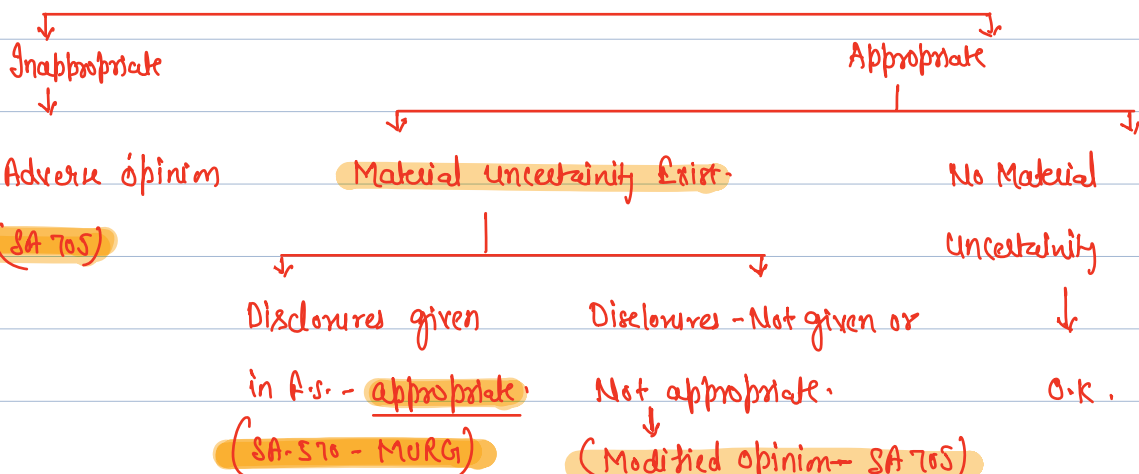 Inappropriate
Appropriate
Adverse opinion
Material Uncertainity Exist.
No Material
(SA 705)
Uncertainity
Disclosures given
Disclosures - Not given or
in F.S. - appropriate.
Not appropriate.
O.K.
(SA-570 - MURG)
(Modified Opinion - SA 705)